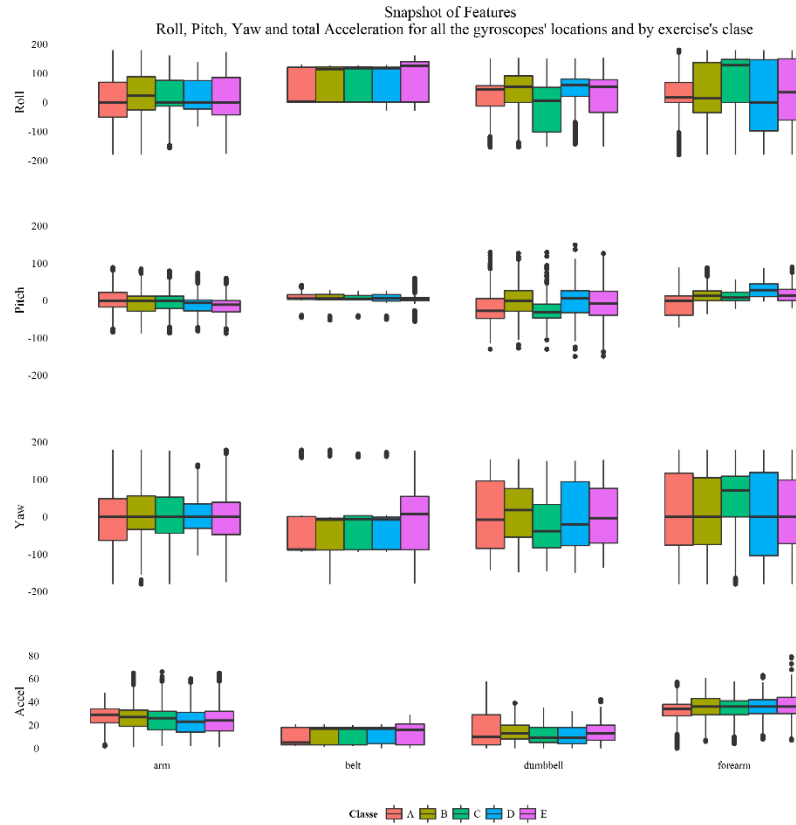 Snapshot of Features
Roll, Pitch, Yaw and total Acceleration for all the gyroscopes' locations and by exercise's clase
Roll
200
100
0
-100
-200
Pitch
200
100
0
-100
-200
Yaw
200
100
0
-100
-200
Accel
80
60
40
20
0
arm belt dumbbell forearm
Classe A B C D E